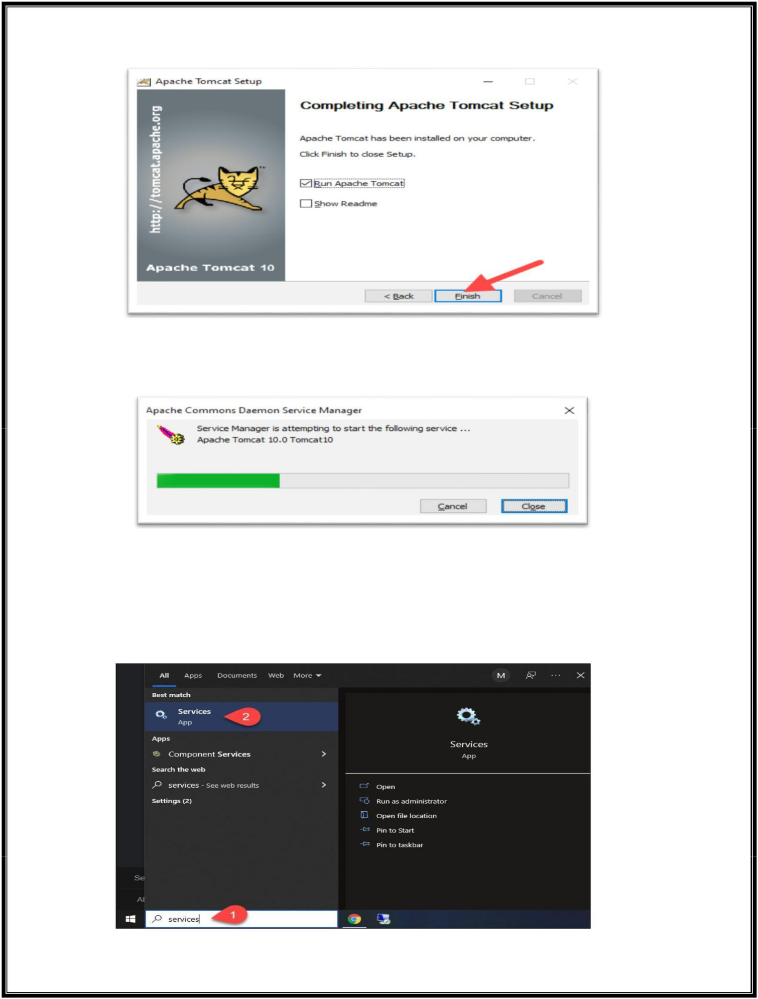 Apache Tomcat Setup
http://tomcat.apache.org
Apache Tomcat 10
Completing Apache Tomcat Setup
Apache Tomcat has been installed on your computer.
Click Finish to close Setup.
Run Apache Tomcat
Show Readme
< Back
Finish
Cancel
Apache Commons Daemon Service Manager
Service Manager is attempting to start the following service ...
Apache Tomcat 10.0 Tomcat10
Cancel
Close
All Apps Documents Web More
M
Best match
Services
App
2
Apps
Component Services
Search the web
services - See web results
Settings (2)
Services
App
Open
Run as administrator
Open file location
Pin to Start
Pin to taskbar
Se
services
1